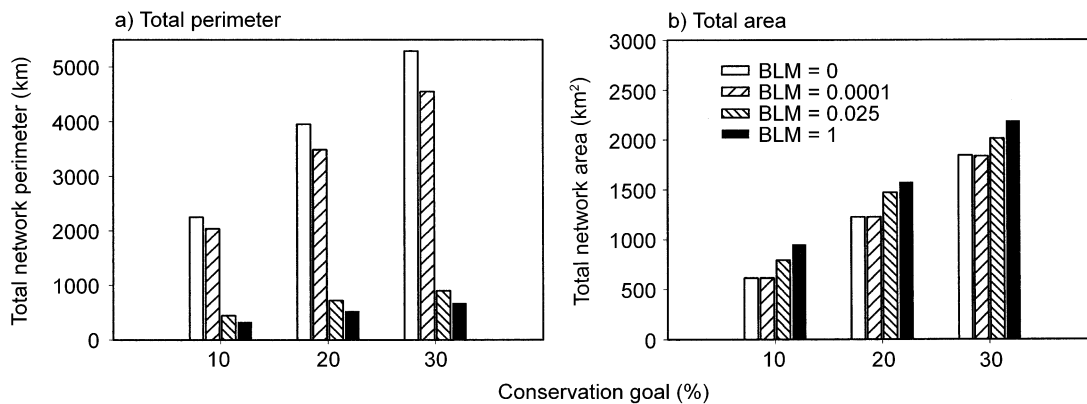 a) Total perimeter
Total network perimeter (km)
5000
4000
3000
2000
1000
0
10
20
30
b) Total area
Total network area (km²)
3000
2500
2000
1500
1000
500
0
BLM = 0
BLM = 0.0001
BLM = 0.025
BLM = 1
10
20
30
Conservation goal (%)